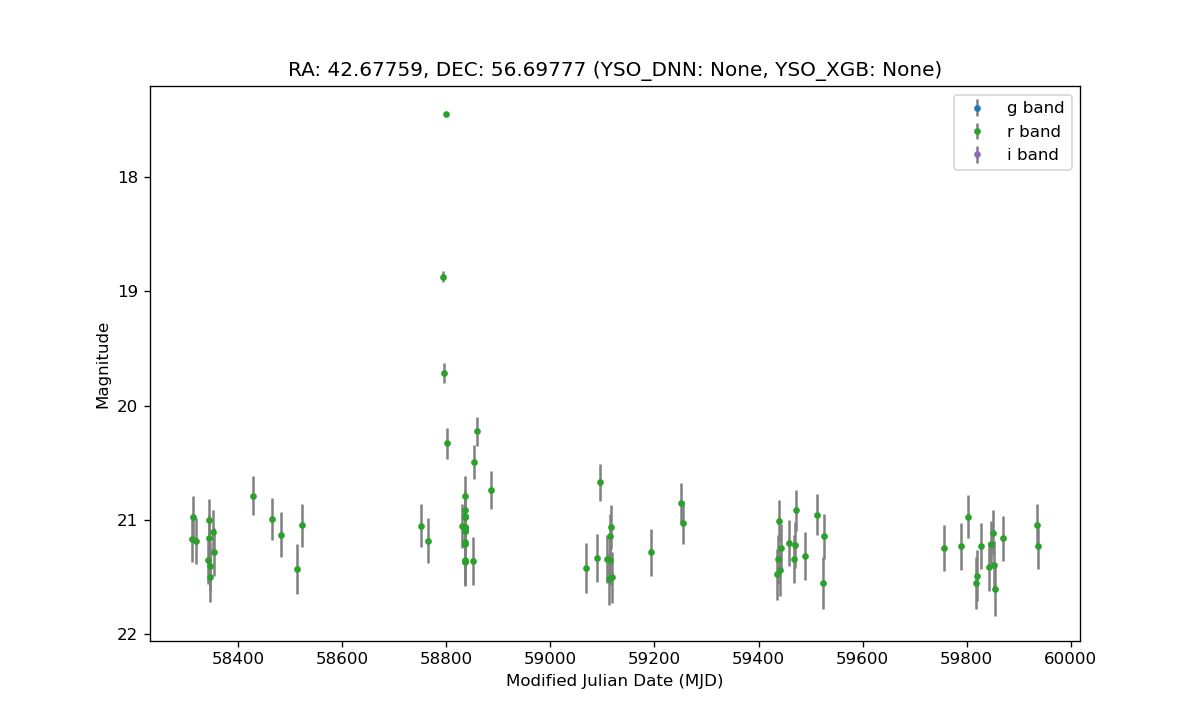 RA: 42.67759, DEC: 56.69777 (YSO_DNN: None, YSO_XGB: None)
g band
r band
i band
18
19
20
21
22
Magnitude
58400 58600 58800 59000 59200 59400 59600 59800 60000
Modified Julian Date (MJD)